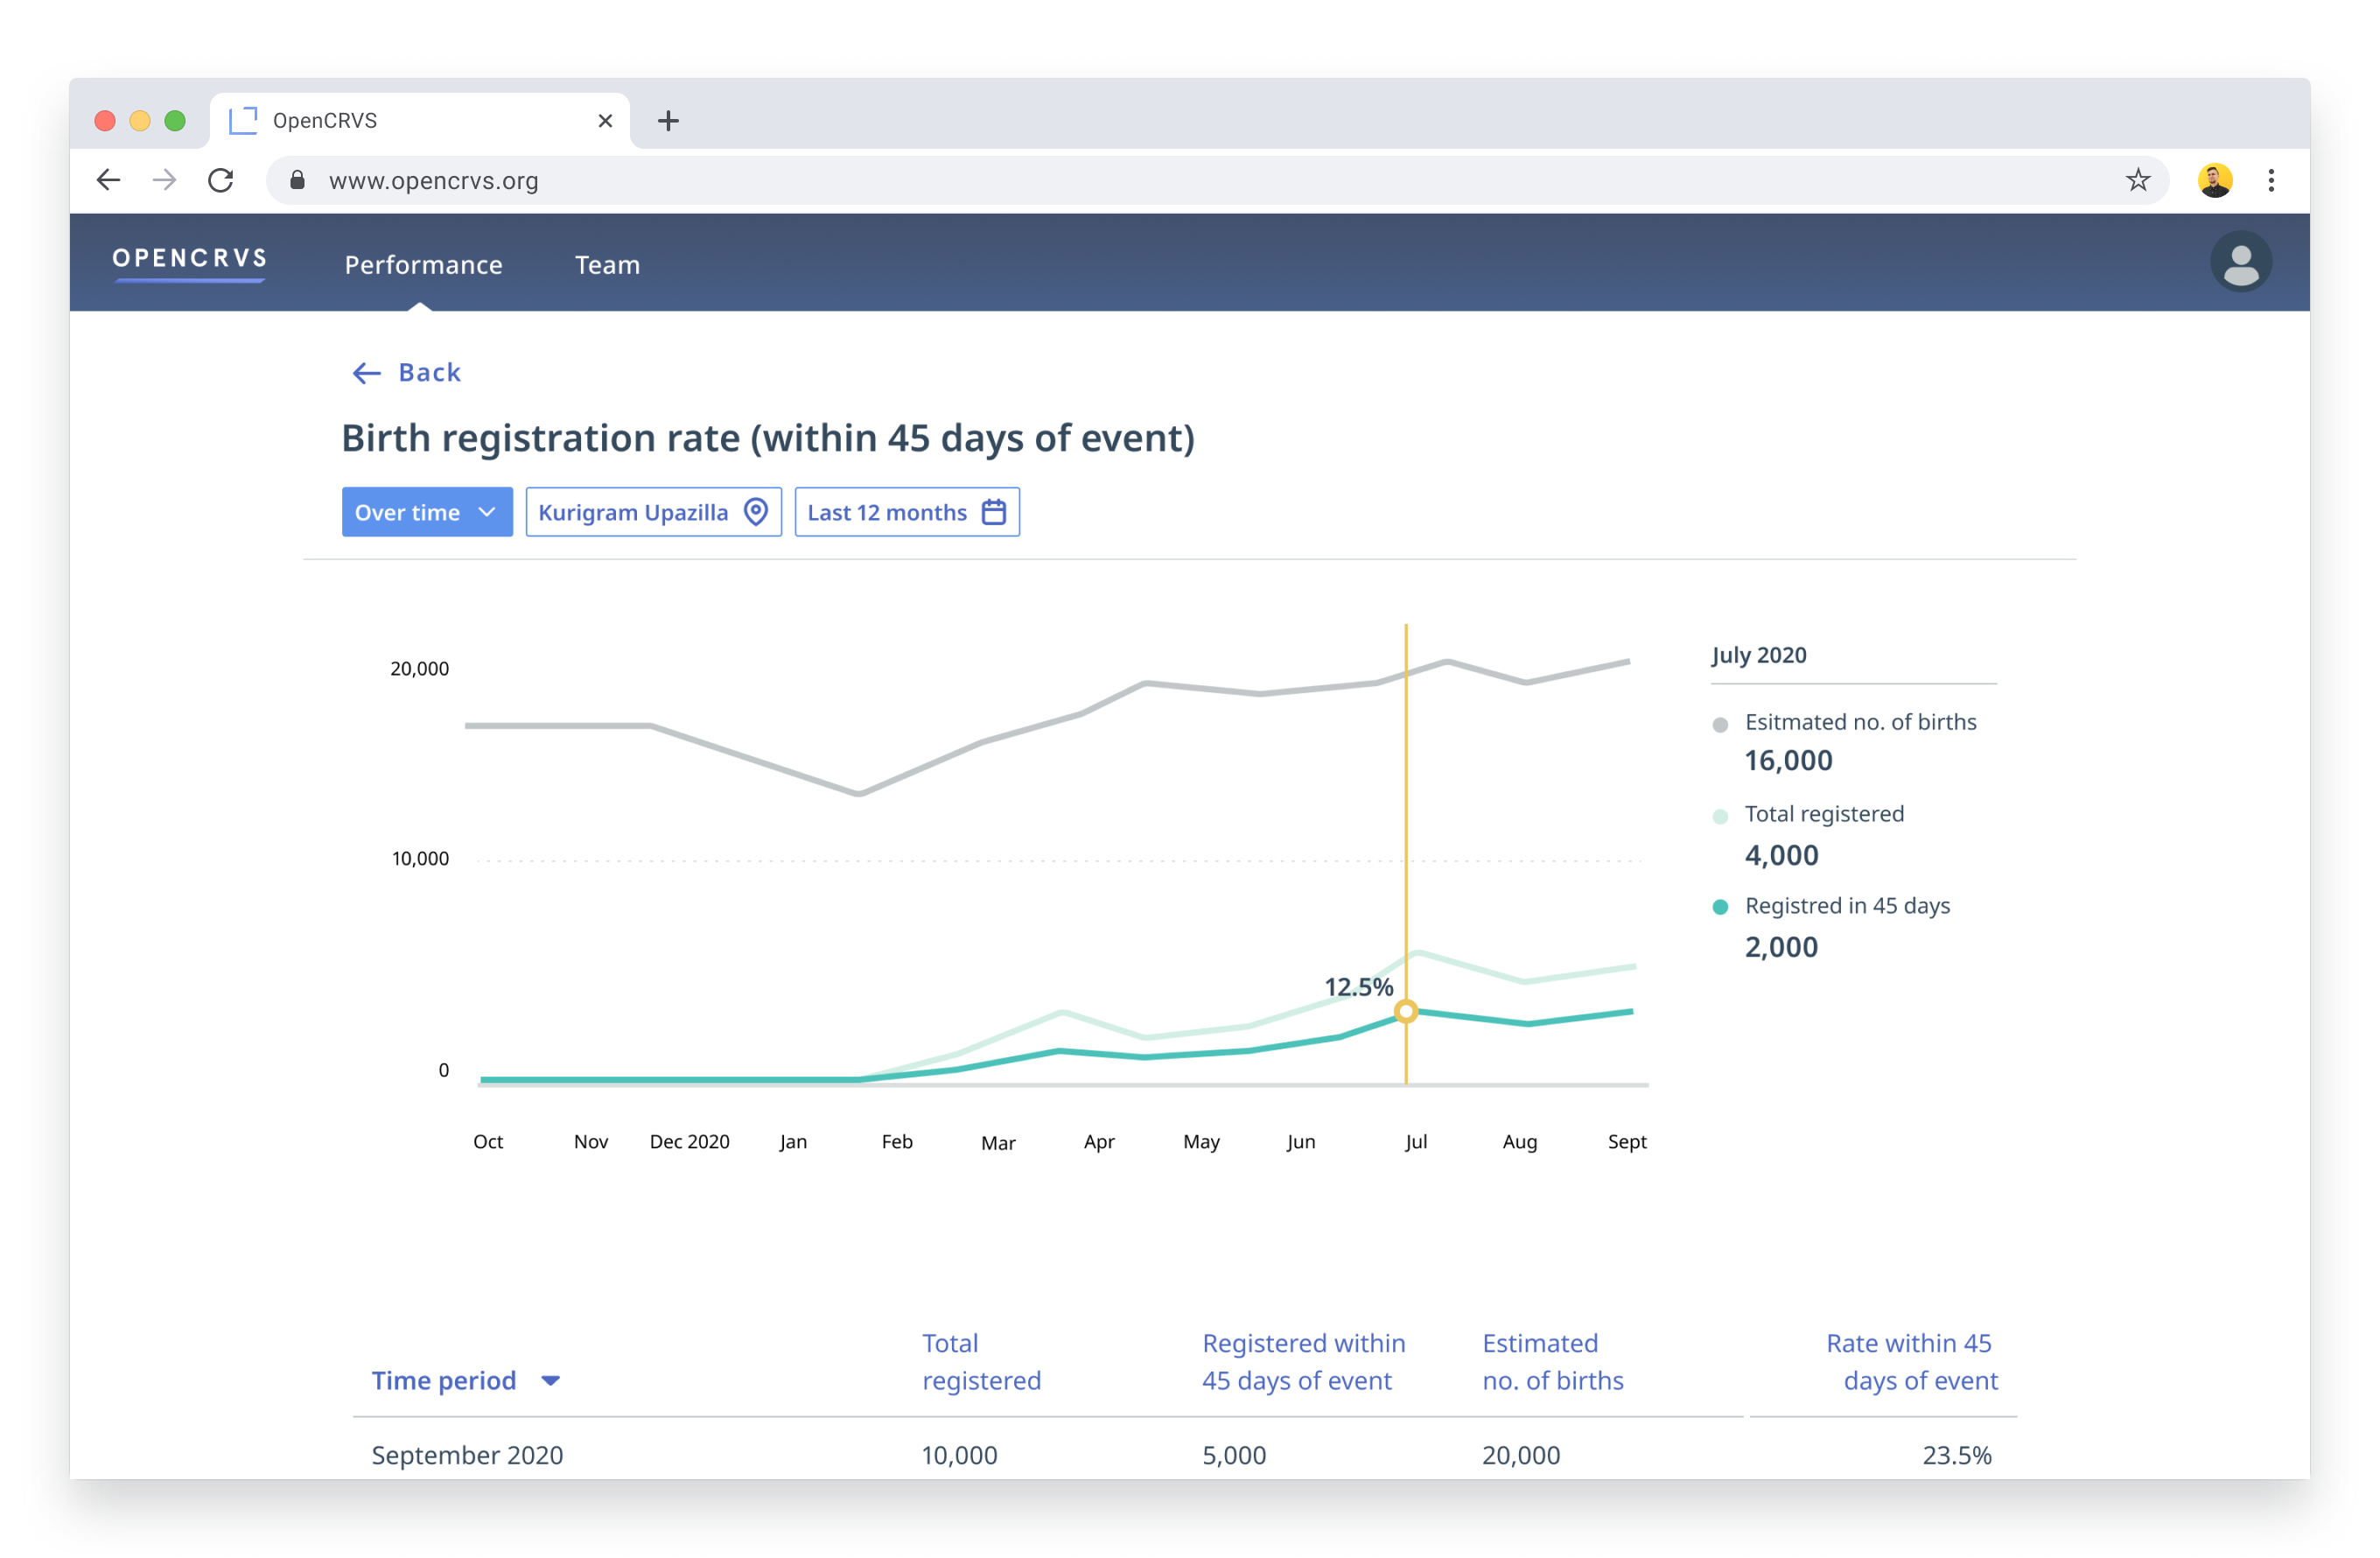 OpenCRVS
www.opencrvs.org
OPENCRVS
Performance
Team
Back
Birth registration rate (within 45 days of event)
Over time
Kurigram Upazilla
Last 12 months
20,000
10,000
0
12.5%
Oct
Nov
Dec 2020
Jan
Feb
Mar
Apr
May
Jun
Jul
Aug
Sept
July 2020
Esitmated no. of births
16,000
Total registered
4,000
Registred in 45 days
2,000
Time period
Total
registered
Registered within
45 days of event
Estimated
no. of births
Rate within 45
days of event
September 2020
10,000
5,000
20,000
23.5%